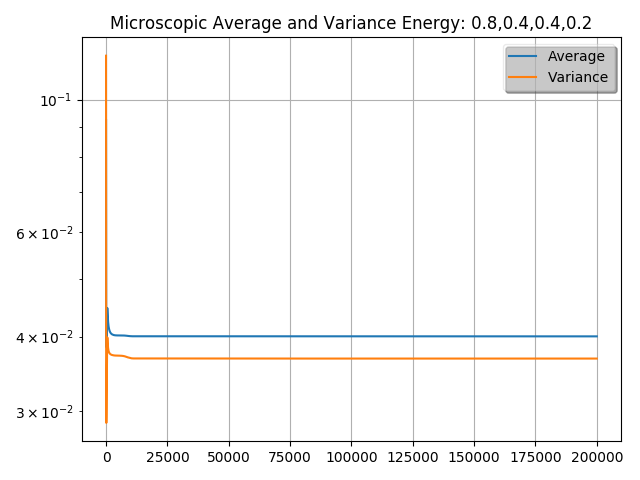 Microscopic Average and Variance Energy: 0.8,0.4,0.4,0.2
Average
Variance
10⁻¹
6 × 10⁻²
4 × 10⁻²
3 × 10⁻²
0 25000 50000 75000 100000 125000 150000 175000 200000